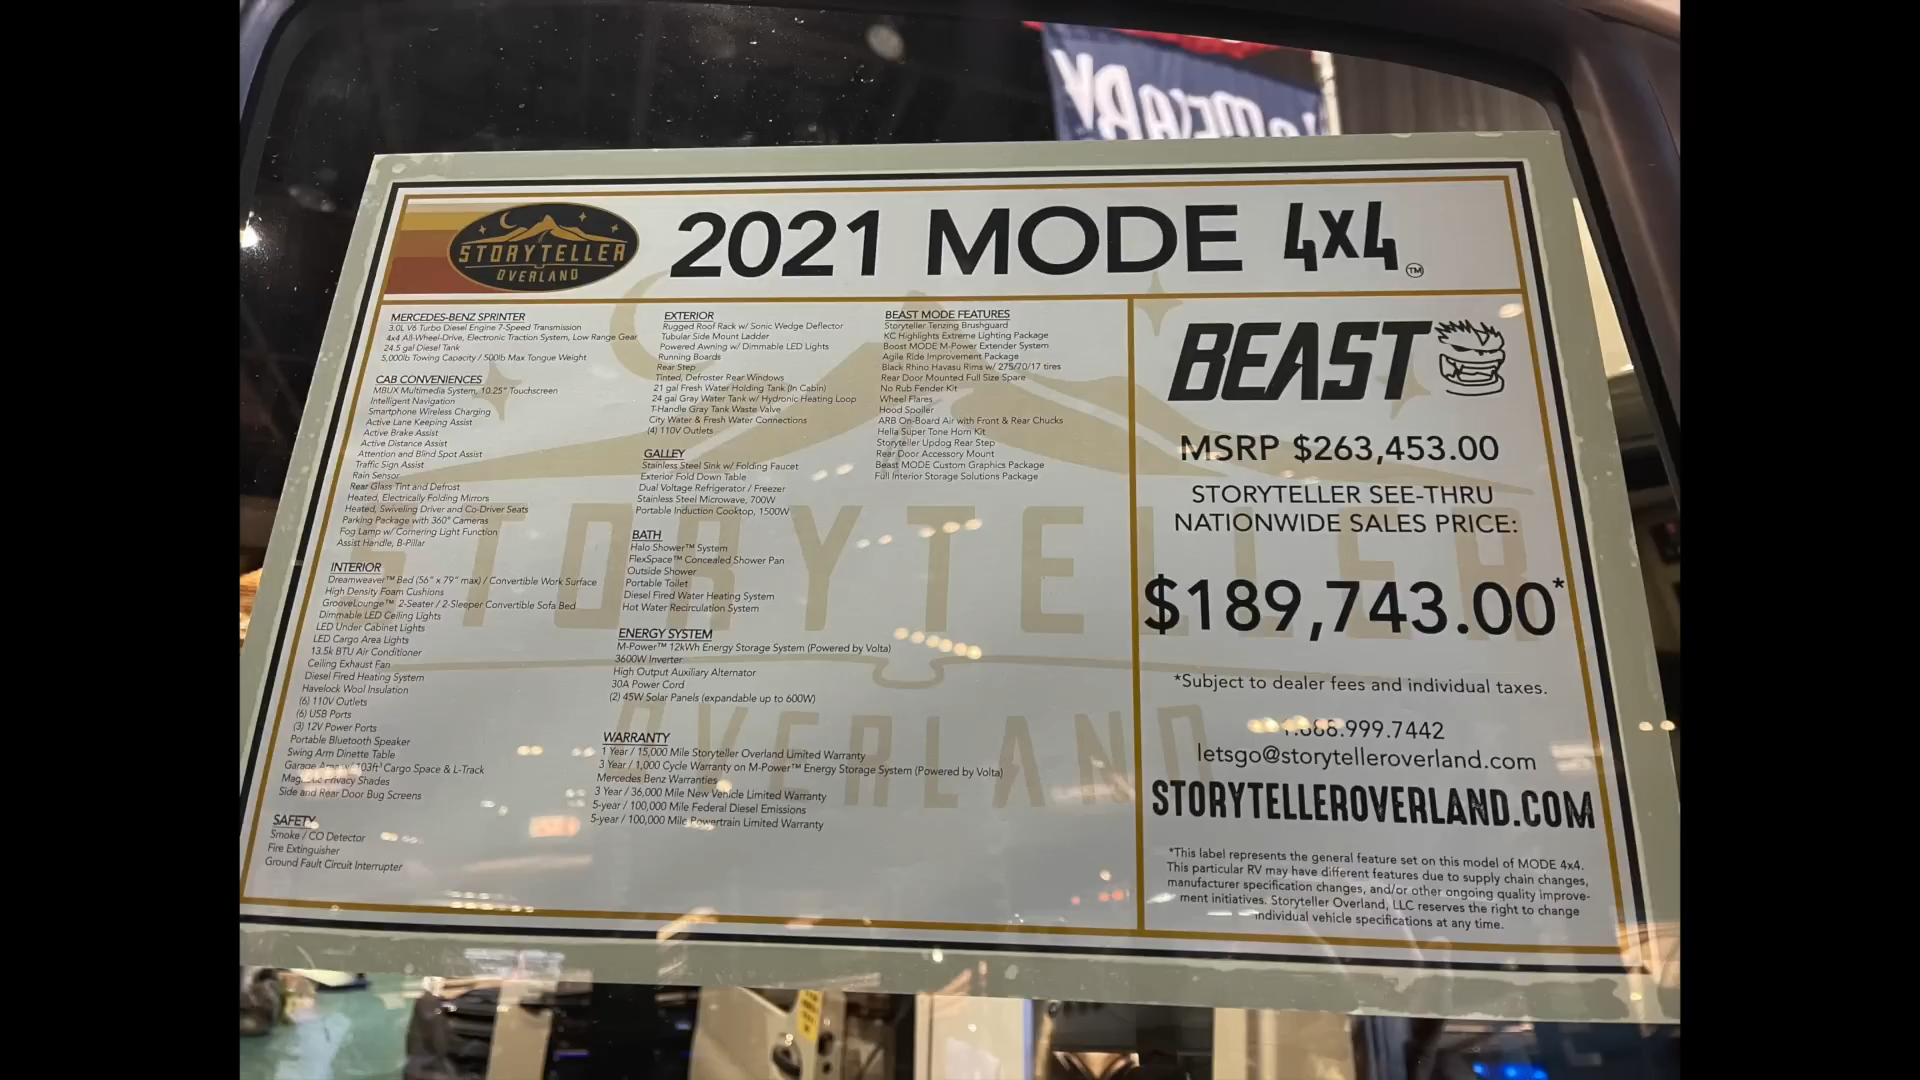 STORYTELLER
OVERLAND
2021 MODE 4x4 ™
MERCEDES-BENZ SPRINTER
3.0L V6 Turbo Diesel Engine 7-Speed Transmission
4x4 All-Wheel-Drive, Electronic Traction System, Low Range Gear
24.5 gal Diesel Tank
5,000lb Towing Capacity / 500lb Max Tongue Weight
CAB CONVENIENCES
MBUX Multimedia System, 10.25" Touchscreen
Intelligent Navigation
Smartphone Wireless Charging
Active Lane Keeping Assist
Active Brake Assist
Active Distance Assist
Attention and Blind Spot Assist
Traffic Sign Assist
Rain Sensor
Rear Glass Tint and Defrost
Heated, Electrically Folding Mirrors
Heated, Swiveling Driver and Co-Driver Seats
Parking Package with 360° Cameras
Fog Lamp w/ Cornering Light Function
Assist Handle, B-Pillar
INTERIOR
Dreamweaver™ Bed (56" x 79" max) / Convertible Work Surface
High Density Foam Cushions
GrooveLounge™ 2-Seater / 2-Sleeper Convertible Sofa Bed
Dimmable LED Ceiling Lights
LED Under Cabinet Lights
LED Cargo Area Lights
13.5k BTU Air Conditioner
Ceiling Exhaust Fan
Diesel Fired Heating System
Havelock Wool Insulation
(6) 110V Outlets
(6) USB Ports
(3) 12V Power Ports
Portable Bluetooth Speaker
Swing Arm Dinette Table
Garage Area w/ 103ft³ Cargo Space & L-Track
Magnetic Privacy Shades
Side and Rear Door Bug Screens
SAFETY
Smoke / CO Detector
Fire Extinguisher
Ground Fault Circuit Interrupter
EXTERIOR
Rugged Roof Rack w/ Sonic Wedge Deflector
Tubular Side Mount Ladder
Powered Awning w/ Dimmable LED Lights
Running Boards
Rear Step
Tinted, Defroster Rear Windows
21 gal Fresh Water Holding Tank (In Cabin)
24 gal Gray Water Tank w/ Hydronic Heating Loop
T-Handle Gray Tank Waste Valve
City Water & Fresh Water Connections
(4) 110V Outlets
GALLEY
Stainless Steel Sink w/ Folding Faucet
Exterior Fold Down Table
Dual Voltage Refrigerator / Freezer
Stainless Steel Microwave, 700W
Portable Induction Cooktop, 1500W
BATH
Halo Shower™ System
FlexSpace™ Concealed Shower Pan
Outside Shower
Portable Toilet
Diesel Fired Water Heating System
Hot Water Recirculation System
ENERGY SYSTEM
M-Power™ 12kWh Energy Storage System (Powered by Volta)
3600W Inverter
High Output Auxiliary Alternator
30A Power Cord
(2) 45W Solar Panels (expandable up to 600W)
WARRANTY
1 Year / 15,000 Mile Storyteller Overland Limited Warranty
3 Year / 1,000 Cycle Warranty on M-Power™ Energy Storage System (Powered by Volta)
Mercedes Benz Warranties
3 Year / 36,000 Mile New Vehicle Limited Warranty
5-year / 100,000 Mile Federal Diesel Emissions
5-year / 100,000 Mile Powertrain Limited Warranty
BEAST MODE FEATURES
Storyteller Tenzing Brushguard
KC Highlights Extreme Lighting Package
Boost MODE M-Power Extender System
Agile Ride Improvement Package
Black Rhino Havasu Rims w/ 275/70/17 tires
Rear Door Mounted Full Size Spare
No Rub Fender Kit
Wheel Flares
Hood Spoiler
ARB On-Board Air with Front & Rear Chucks
Hella Super Tone Horn Kit
Storyteller Updog Rear Step
Rear Door Accessory Mount
Beast MODE Custom Graphics Package
Full Interior Storage Solutions Package
STORYTELLER
OVERLAND
BEAST
MSRP $263,453.00
STORYTELLER SEE-THRU
NATIONWIDE SALES PRICE:
$189,743.00*
*Subject to dealer fees and individual taxes.
999.7442
letsgo@storytelleroverland.com
STORYTELLEROVERLAND.COM
*This label represents the general feature set on this model of MODE 4x4.
This particular RV may have different features due to supply chain changes,
manufacturer specification changes, and/or other ongoing quality improve-
ment initiatives. Storyteller Overland, LLC reserves the right to change
individual vehicle specifications at any time.